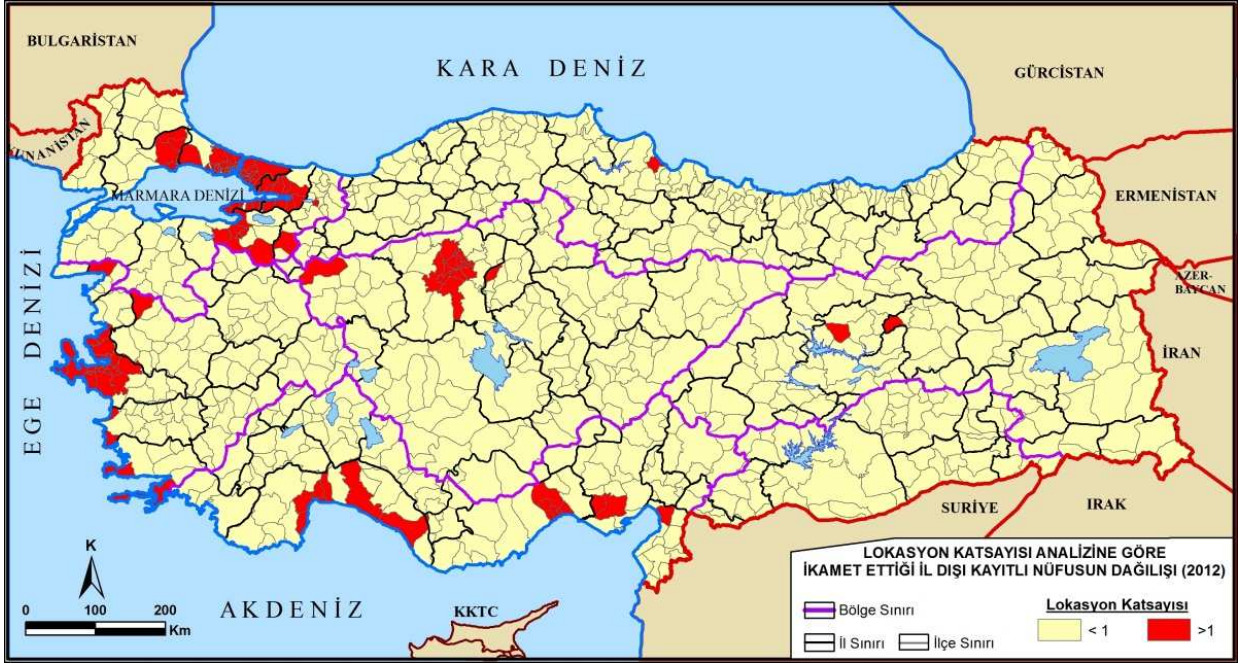 BULGARİSTAN
KARA DENİZ
GÜRCİSTAN
YUNANİSTAN
MARMARA DENİZİ
ERMENİSTAN
AZER-
BAYCAN
EGE DENİZİ
İRAN
SURİYE
IRAK
K
0 100 200
Km
AKDENİZ
KKTC
LOKASYON KATSAYISI ANALİZİNE GÖRE
İKAMET ETTİĞİ İL DIŞI KAYITLI NÜFUSUN DAĞILIŞI (2012)
Bölge Sınırı
Lokasyon Katsayısı
İl Sınırı
İlçe Sınırı
< 1
>1